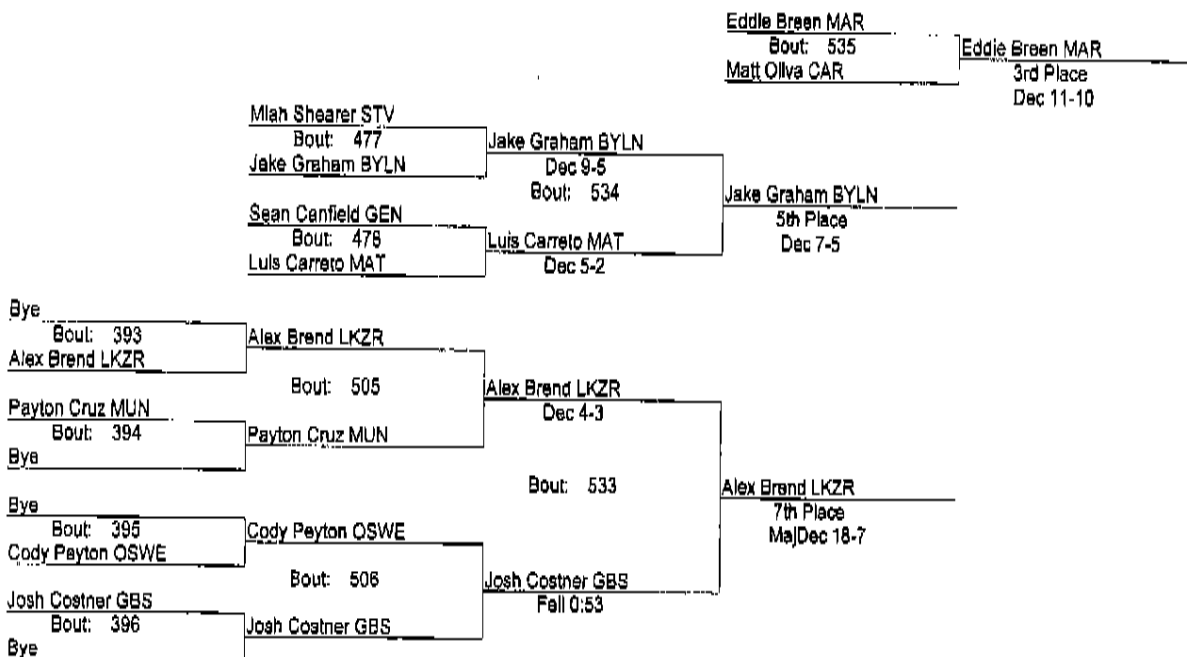 Eddie Breen MAR
Bout: 535
Matt Oliva CAR
Eddie Breen MAR
3rd Place
Dec 11-10
Miah Shearer STV
Bout: 477
Jake Graham BYLN
Jake Graham BYLN
Dec 9-5
Bout: 534
Sean Canfield GEN
Bout: 478
Luis Carreto MAT
Luis Carreto MAT
Dec 5-2
Jake Graham BYLN
5th Place
Dec 7-5
Bye
Bout: 393
Alex Brend LKZR
Alex Brend LKZR
Bout: 505
Payton Cruz MUN
Bout: 394
Bye
Payton Cruz MUN
Alex Brend LKZR
Dec 4-3
Bout: 533
Bye
Bout: 395
Cody Peyton OSWE
Cody Peyton OSWE
Bout: 506
Josh Costner GBS
Bout: 396
Bye
Josh Costner GBS
Josh Costner GBS
Fall 0:53
Alex Brend LKZR
7th Place
MajDec 18-7